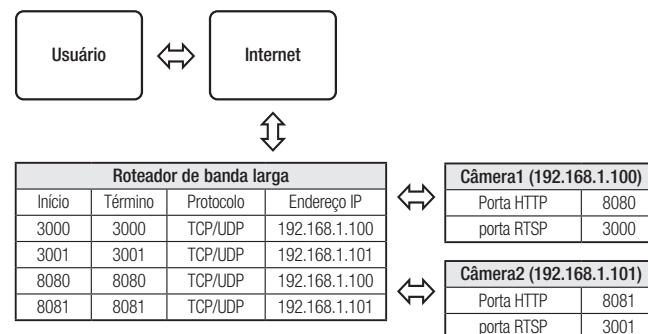 Usuário
Internet
Roteador de banda larga
Início Término Protocolo Endereço IP
3000 3000 TCP/UDP 192.168.1.100
3001 3001 TCP/UDP 192.168.1.101
8080 8080 TCP/UDP 192.168.1.100
8081 8081 TCP/UDP 192.168.1.101
Câmera1 (192.168.1.100)
Porta HTTP 8080
porta RTSP 3000
Câmera2 (192.168.1.101)
Porta HTTP 8081
porta RTSP 3001